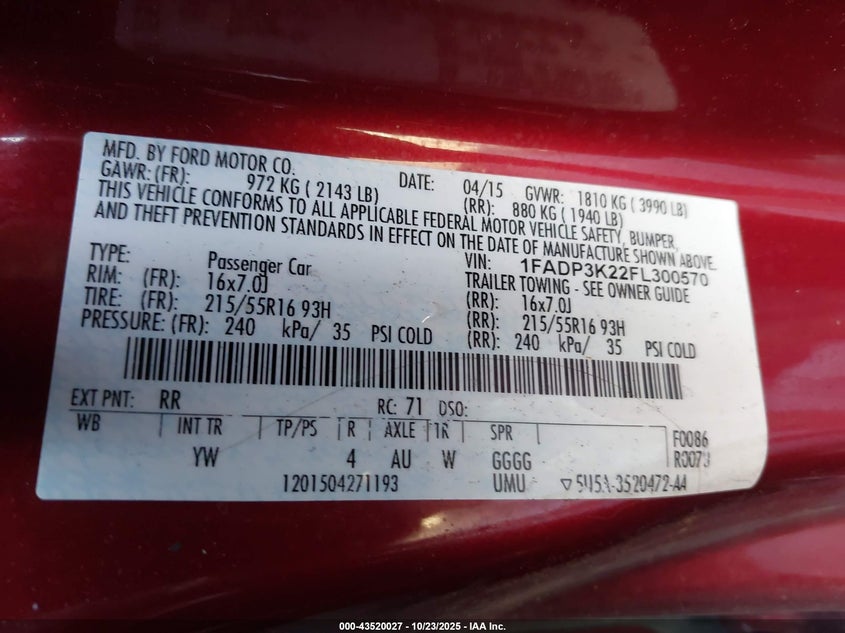 MFD. BY FORD MOTOR CO.
DATE: 04/15 GVWR: 1810 KG ( 3990 LB)
GAWR: (FR): 972 KG ( 2143 LB) (RR): 880 KG ( 1940 LB)
THIS VEHICLE CONFORMS TO ALL APPLICABLE FEDERAL MOTOR VEHICLE SAFETY, BUMPER,
AND THEFT PREVENTION STANDARDS IN EFFECT ON THE DATE OF MANUFACTURE SHOWN ABOVE.
VIN: 1FADP3K22FL300570
TYPE: Passenger Car TRAILER TOWING - SEE OWNER GUIDE
RIM: (FR): 16x7.0J (RR): 16x7.0J
TIRE: (FR): 215/55R16 93H (RR): 215/55R16 93H
PRESSURE: (FR): 240 kPa/ 35 PSI COLD (RR): 240 kPa/ 35 PSI COLD
EXT PNT: RR RC: 71 DSO:
WB INT TR TP/PS R AXLE TR SPR F0086
YW 4 AU W GGGG
1201504271193 UMU
000-43520027 - 10/23/2025 - IAA Inc.